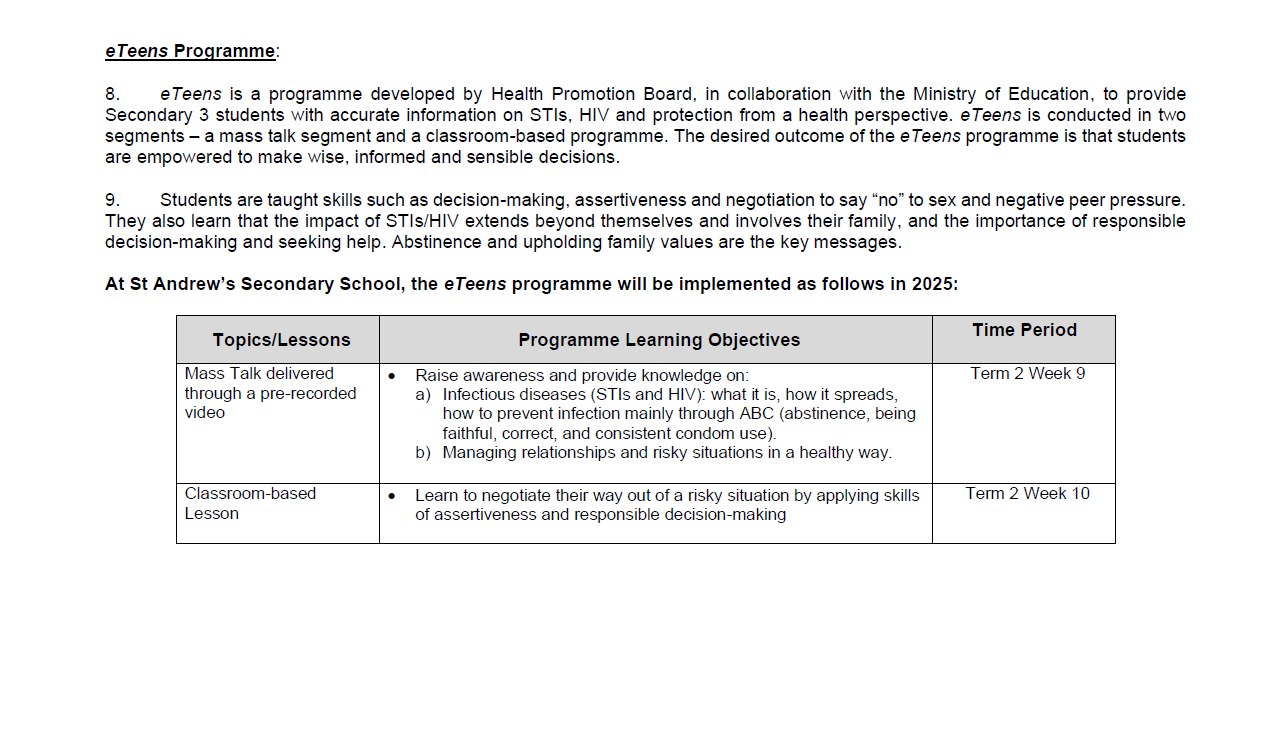 eTeens Programme:
8. eTeens is a programme developed by Health Promotion Board, in collaboration with the Ministry of Education, to provide
Secondary 3 students with accurate information on STIs, HIV and protection from a health perspective. eTeens is conducted in two
segments – a mass talk segment and a classroom-based programme. The desired outcome of the eTeens programme is that students
are empowered to make wise, informed and sensible decisions.
9. Students are taught skills such as decision-making, assertiveness and negotiation to say “no” to sex and negative peer pressure.
They also learn that the impact of STIs/HIV extends beyond themselves and involves their family, and the importance of responsible
decision-making and seeking help. Abstinence and upholding family values are the key messages.
At St Andrew’s Secondary School, the eTeens programme will be implemented as follows in 2025:
Topics/Lessons
Programme Learning Objectives
Time Period
Mass Talk delivered
through a pre-recorded
video
• Raise awareness and provide knowledge on:
a) Infectious diseases (STIs and HIV): what it is, how it spreads,
how to prevent infection mainly through ABC (abstinence, being
faithful, correct, and consistent condom use).
b) Managing relationships and risky situations in a healthy way.
Term 2 Week 9
Classroom-based
Lesson
• Learn to negotiate their way out of a risky situation by applying skills
of assertiveness and responsible decision-making
Term 2 Week 10